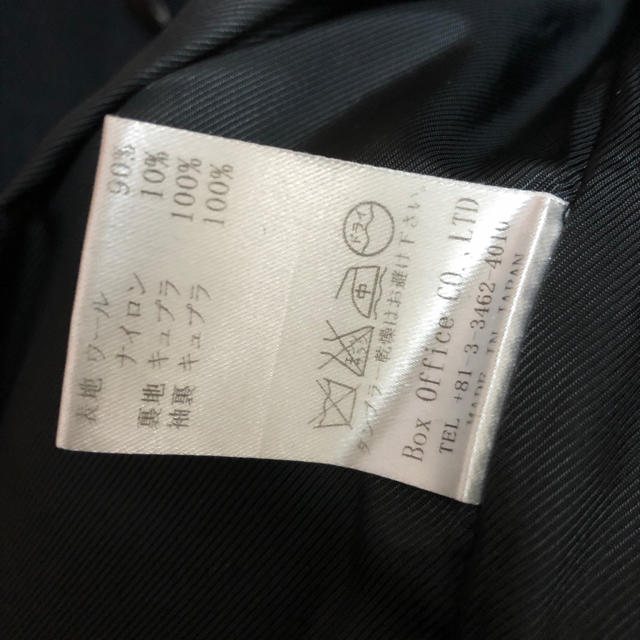 表地 ウール 90%
ナイロン 10%
裏地 キュプラ 100%
袖裏 キュプラ 100%
ドライ
中
タンブラー乾燥はお避け下さい。
Box Office CO., LTD
TEL +81 3 3462 4010
MADE IN JAPAN